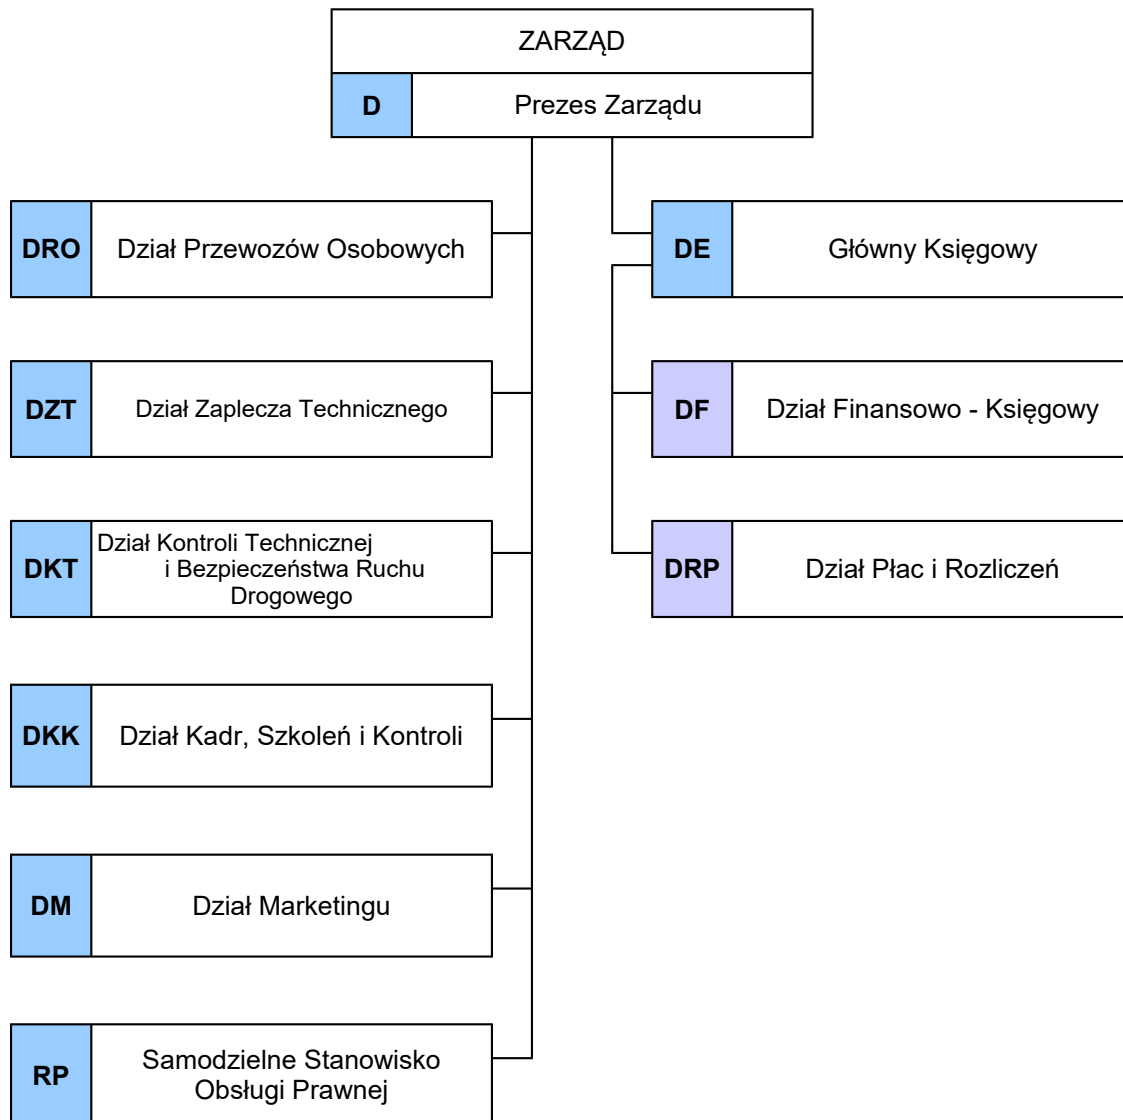 ZARZĄD
D
Prezes Zarządu
DRO
Dział Przewozów Osobowych
DE
Główny Księgowy
DZT
Dział Zaplecza Technicznego
DF
Dział Finansowo - Księgowy
DKT
Dział Kontroli Technicznej
i Bezpieczeństwa Ruchu
Drogowego
DRP
Dział Płac i Rozliczeń
DKK
Dział Kadr, Szkoleń i Kontroli
DM
Dział Marketingu
RP
Samodzielne Stanowisko
Obsługi Prawnej